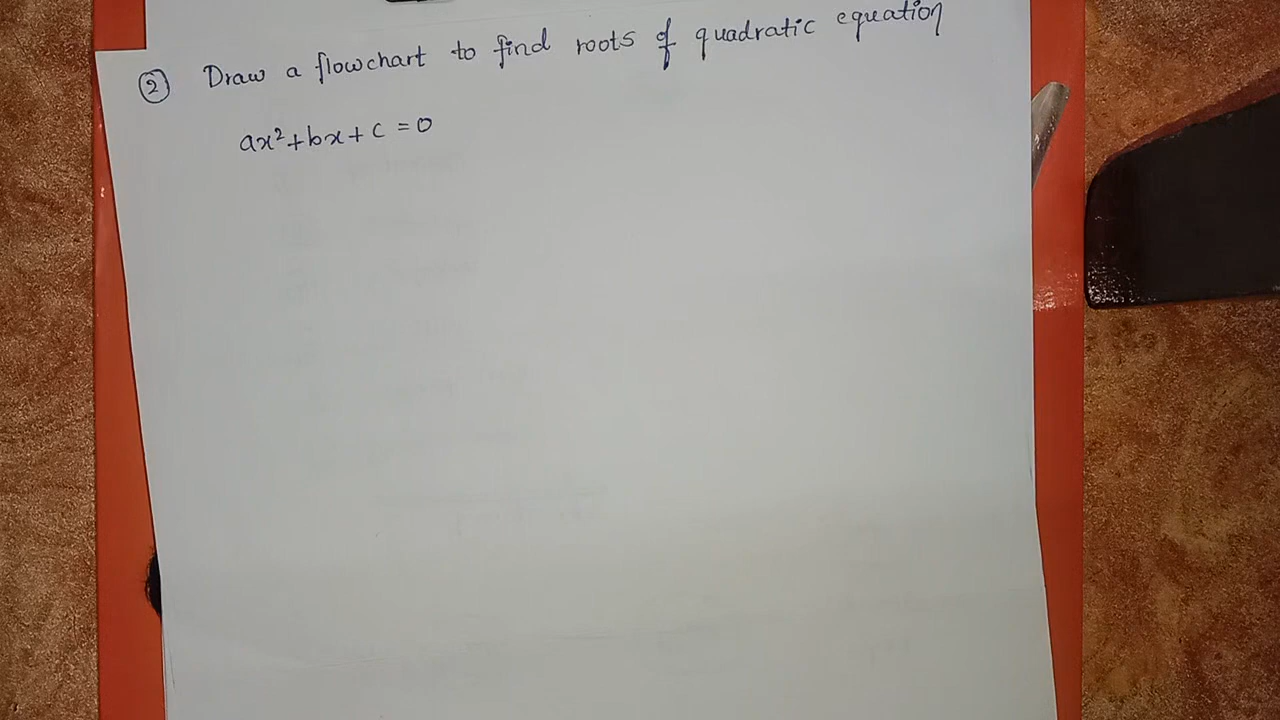 ② Draw a flowchart to find roots of quadratic equation
ax²+bx+c=0